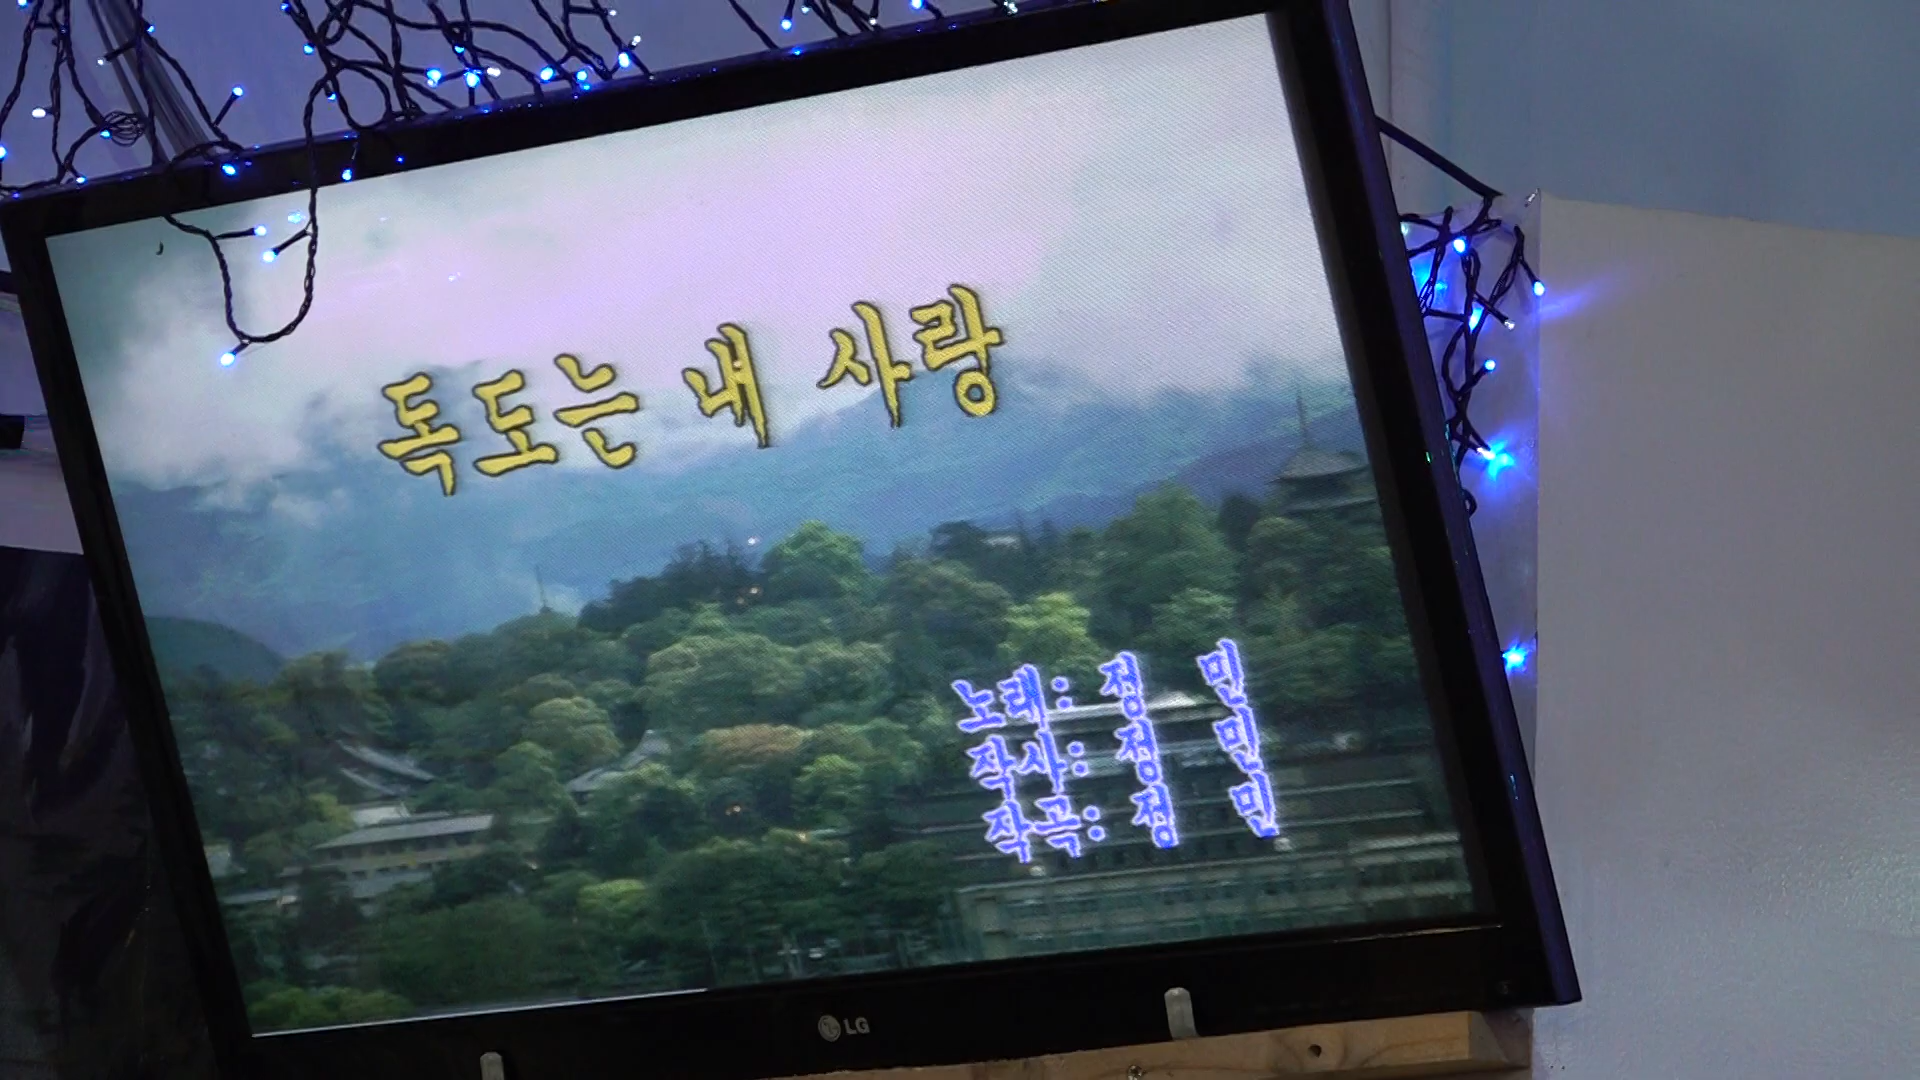 독도는 내 사랑
노래: 정 민
작사: 정 민
작곡: 정 민
LG